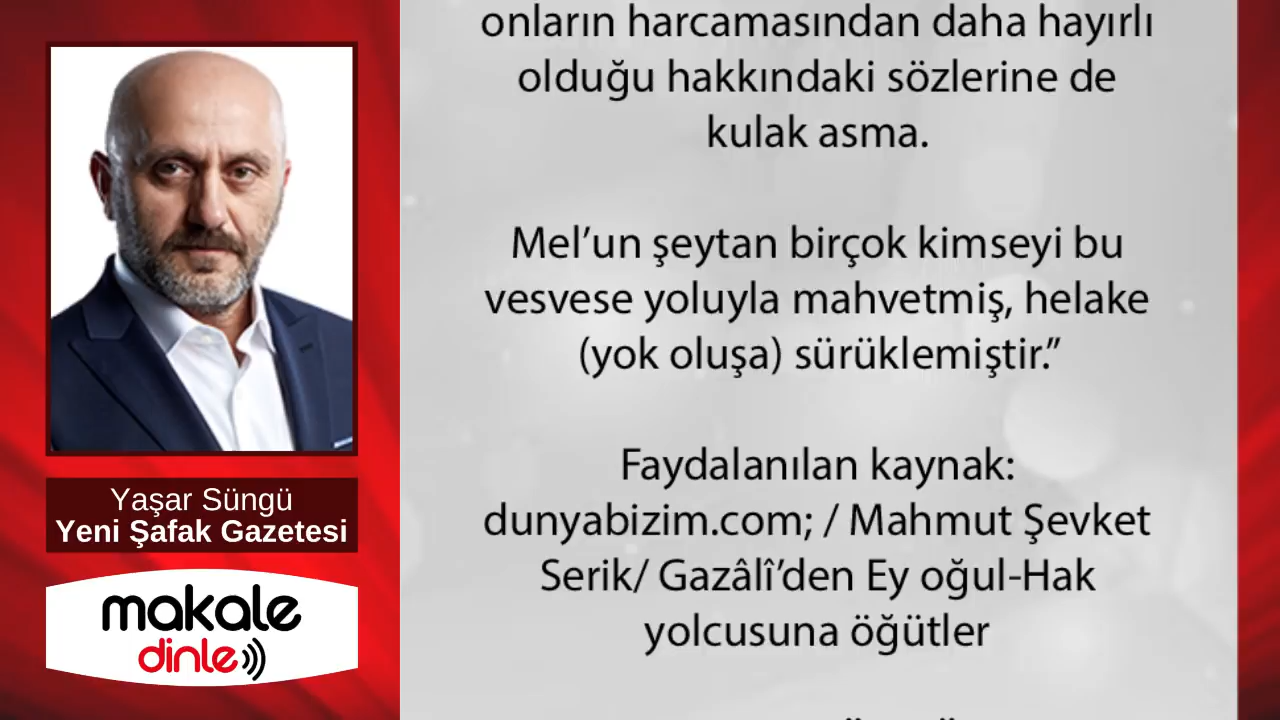 onların harcamasından daha hayırlı
olduğu hakkındaki sözlerine de
kulak asma.
Mel’un şeytan birçok kimseyi bu
vesvese yoluyla mahvetmiş, helake
(yok oluşa) sürüklemiştir.”
Faydalanılan kaynak:
dunyabizim.com; / Mahmut Şevket
Serik/ Gazâlî’den Ey oğul-Hak
yolcusuna öğütler
Yaşar Süngü
Yeni Şafak Gazetesi
makale
dinle